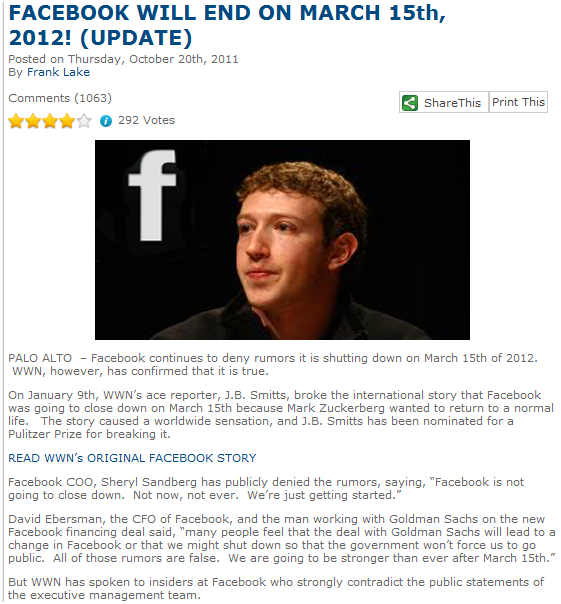 FACEBOOK WILL END ON MARCH 15th,
2012! (UPDATE)
Posted on Thursday, October 20th, 2011
By Frank Lake
Comments (1063)
ShareThis Print This
292 Votes
f
PALO ALTO – Facebook continues to deny rumors it is shutting down on March 15th of 2012.
WWN, however, has confirmed that it is true.
On January 9th, WWN’s ace reporter, J.B. Smitts, broke the international story that Facebook
was going to close down on March 15th because Mark Zuckerberg wanted to return to a normal
life. The story caused a worldwide sensation, and J.B. Smitts has been nominated for a
Pulitzer Prize for breaking it.
READ WWN’s ORIGINAL FACEBOOK STORY
Facebook COO, Sheryl Sandberg has publicly denied the rumors, saying, “Facebook is not
going to close down. Not now, not ever. We’re just getting started.”
David Ebersman, the CFO of Facebook, and the man working with Goldman Sachs on the new
Facebook financing deal said, “many people feel that the deal with Goldman Sachs will lead to a
change in Facebook or that we might shut down so that the government won’t force us to go
public. All of those rumors are false. We are going to be stronger than ever after March 15th.”
But WWN has spoken to insiders at Facebook who strongly contradict the public statements of
the executive management team.